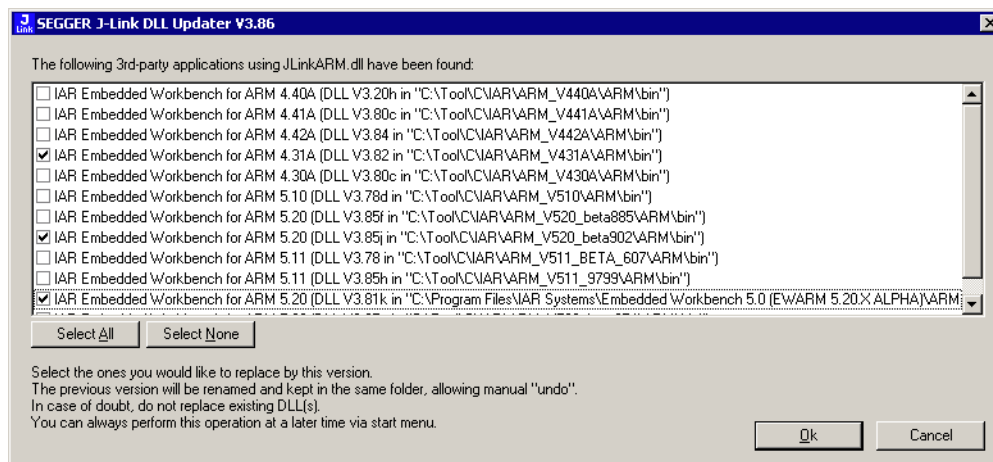 J Link SEGGER J-Link DLL Updater V3.86
The following 3rd-party applications using JLinkARM.dll have been found:
IAR Embedded Workbench for ARM 4.40A (DLL V3.20h in "C:\Tool\C\IAR\ARM_V440A\ARM\bin")
IAR Embedded Workbench for ARM 4.41A (DLL V3.80c in "C:\Tool\C\IAR\ARM_V441A\ARM\bin")
IAR Embedded Workbench for ARM 4.42A (DLL V3.84 in "C:\Tool\C\IAR\ARM_V442A\ARM\bin")
IAR Embedded Workbench for ARM 4.31A (DLL V3.82 in "C:\Tool\C\IAR\ARM_V431A\ARM\bin")
IAR Embedded Workbench for ARM 4.30A (DLL V3.80c in "C:\Tool\C\IAR\ARM_V430A\ARM\bin")
IAR Embedded Workbench for ARM 5.10 (DLL V3.78d in "C:\Tool\C\IAR\ARM_V510\ARM\bin")
IAR Embedded Workbench for ARM 5.20 (DLL V3.85f in "C:\Tool\C\IAR\ARM_V520_beta885\ARM\bin")
IAR Embedded Workbench for ARM 5.20 (DLL V3.85j in "C:\Tool\C\IAR\ARM_V520_beta902\ARM\bin")
IAR Embedded Workbench for ARM 5.11 (DLL V3.78 in "C:\Tool\C\IAR\ARM_V511_BETA_607\ARM\bin")
IAR Embedded Workbench for ARM 5.11 (DLL V3.85h in "C:\Tool\C\IAR\ARM_V511_9799\ARM\bin")
IAR Embedded Workbench for ARM 5.20 (DLL V3.81k in "C:\Program Files\IAR Systems\Embedded Workbench 5.0 (EWARM 5.20.X ALPHA)\ARM
Select All Select None
Select the ones you would like to replace by this version.
The previous version will be renamed and kept in the same folder, allowing manual "undo".
In case of doubt, do not replace existing DLL(s).
You can always perform this operation at a later time via start menu.
Ok Cancel